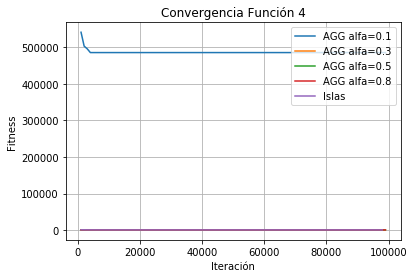 Convergencia Función 4
AGG alfa=0.1
AGG alfa=0.3
AGG alfa=0.5
AGG alfa=0.8
Islas
Fitness
500000
400000
300000
200000
100000
0
0 20000 40000 60000 80000 100000
Iteración